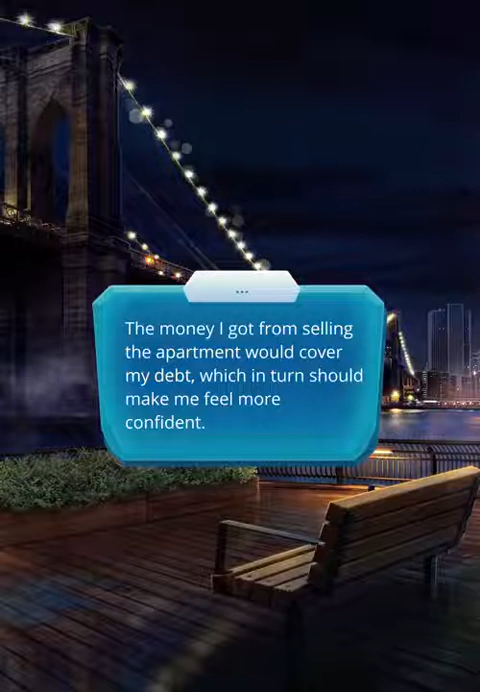 ...
The money I got from selling
the apartment would cover
my debt, which in turn should
make me feel more
confident.